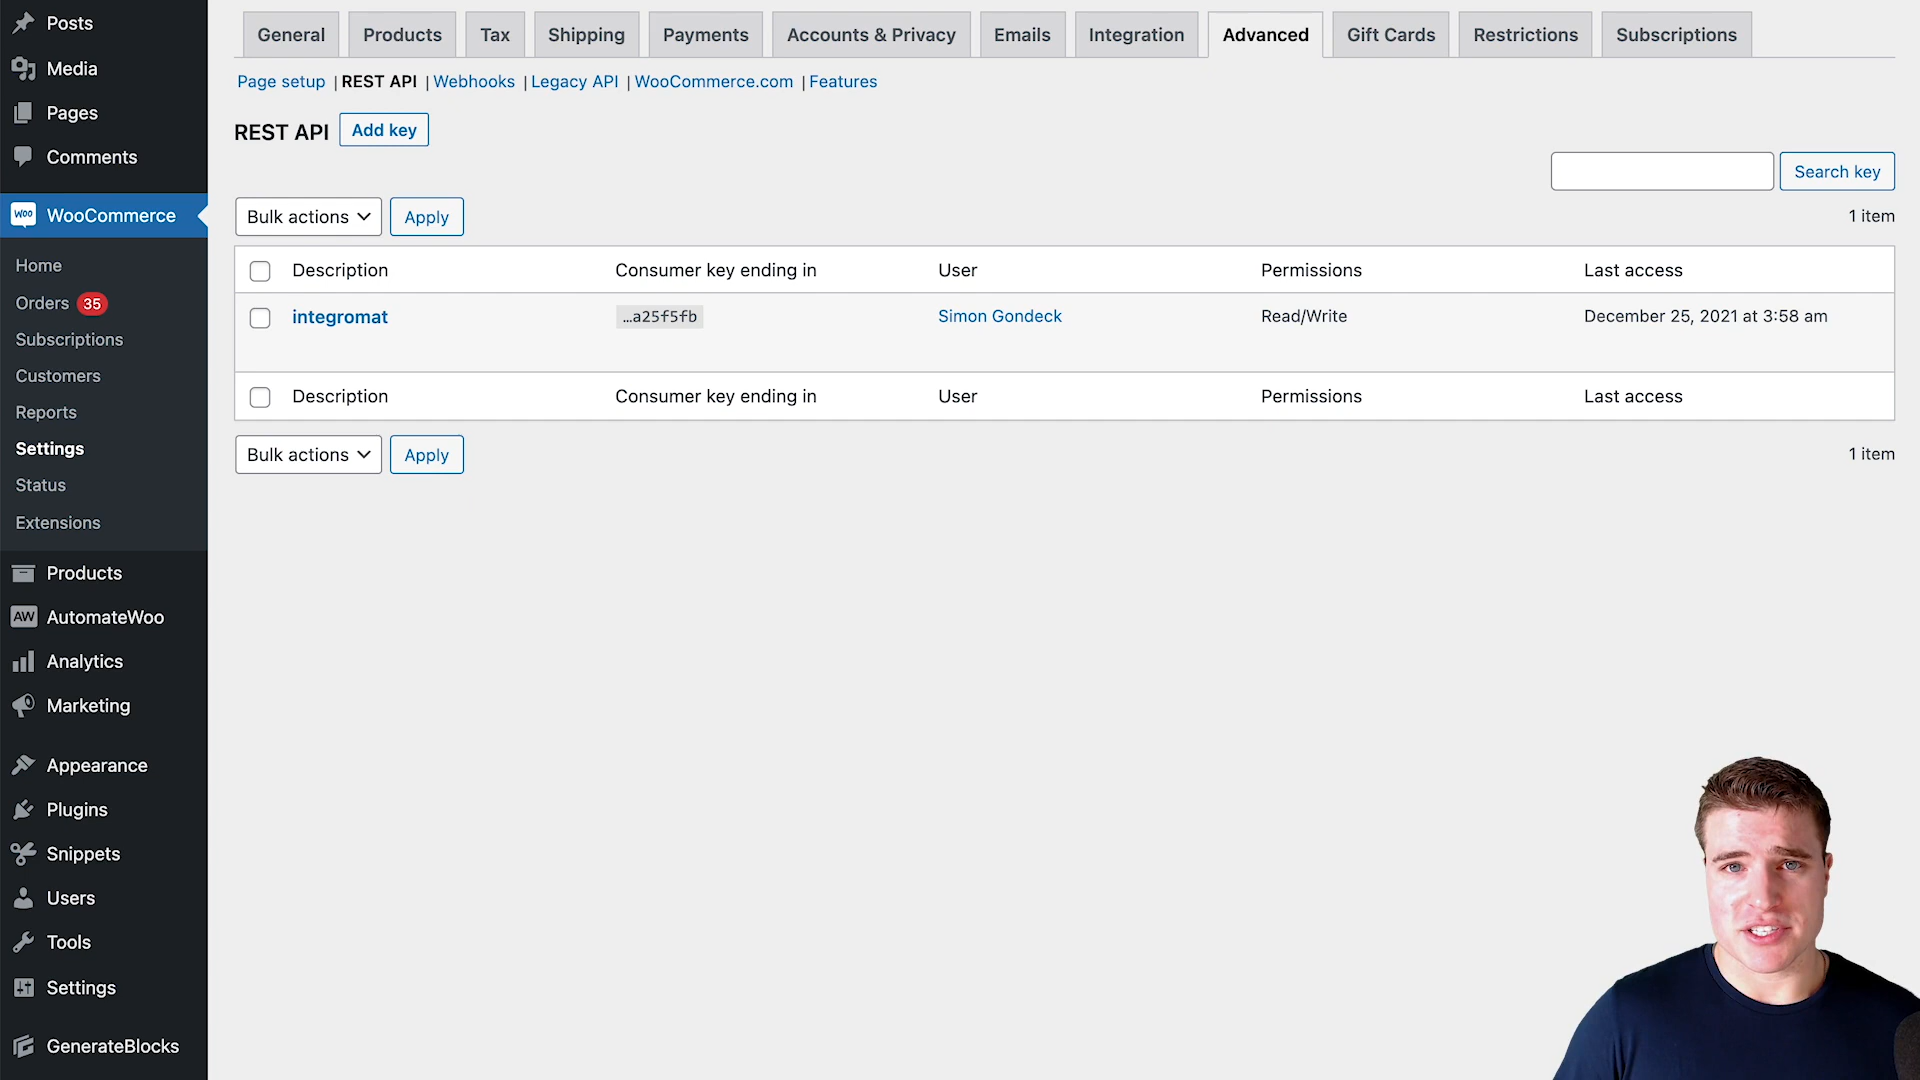 Posts
Media
Pages
Comments
WOO WooCommerce
Home
Orders 35
Subscriptions
Customers
Reports
Settings
Status
Extensions
Products
AW AutomateWoo
Analytics
Marketing
Appearance
Plugins
Snippets
Users
Tools
Settings
GenerateBlocks
General Products Tax Shipping Payments Accounts & Privacy Emails Integration Advanced Gift Cards Restrictions Subscriptions
Page setup | REST API | Webhooks | Legacy API | WooCommerce.com | Features
REST API Add key
Search key
Bulk actions Apply 1 item
Description Consumer key ending in User Permissions Last access
integromat …a25f5fb Simon Gondeck Read/Write December 25, 2021 at 3:58 am
Description Consumer key ending in User Permissions Last access
Bulk actions Apply 1 item